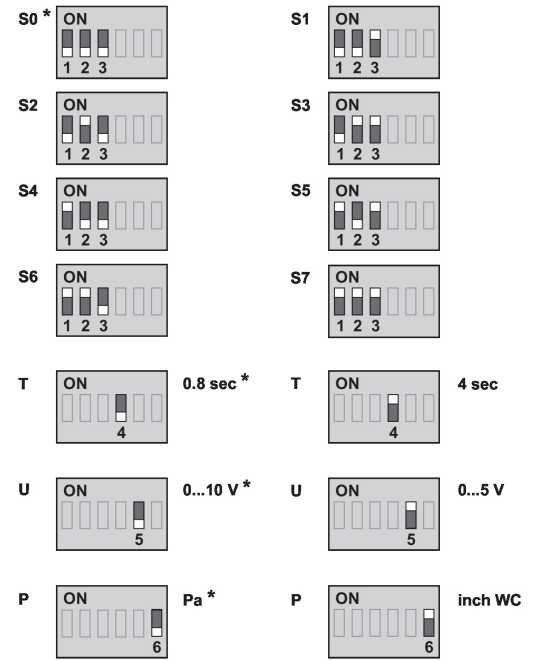 S0 * ON 1 2 3
S1 ON 1 2 3
S2 ON 1 2 3
S3 ON 1 2 3
S4 ON 1 2 3
S5 ON 1 2 3
S6 ON 1 2 3
S7 ON 1 2 3
T ON 4 0.8 sec *
T ON 4 4 sec
U ON 5 0...10 V *
U ON 5 0...5 V
P ON 6 Pa *
P ON 6 inch WC